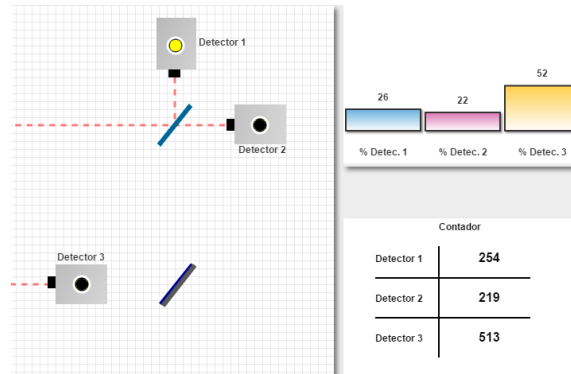 Detector 1
Detector 2
Detector 3
52
26
22
% Detec. 1
% Detec. 2
% Detec. 3
Contador
Detector 1
254
Detector 2
219
Detector 3
513